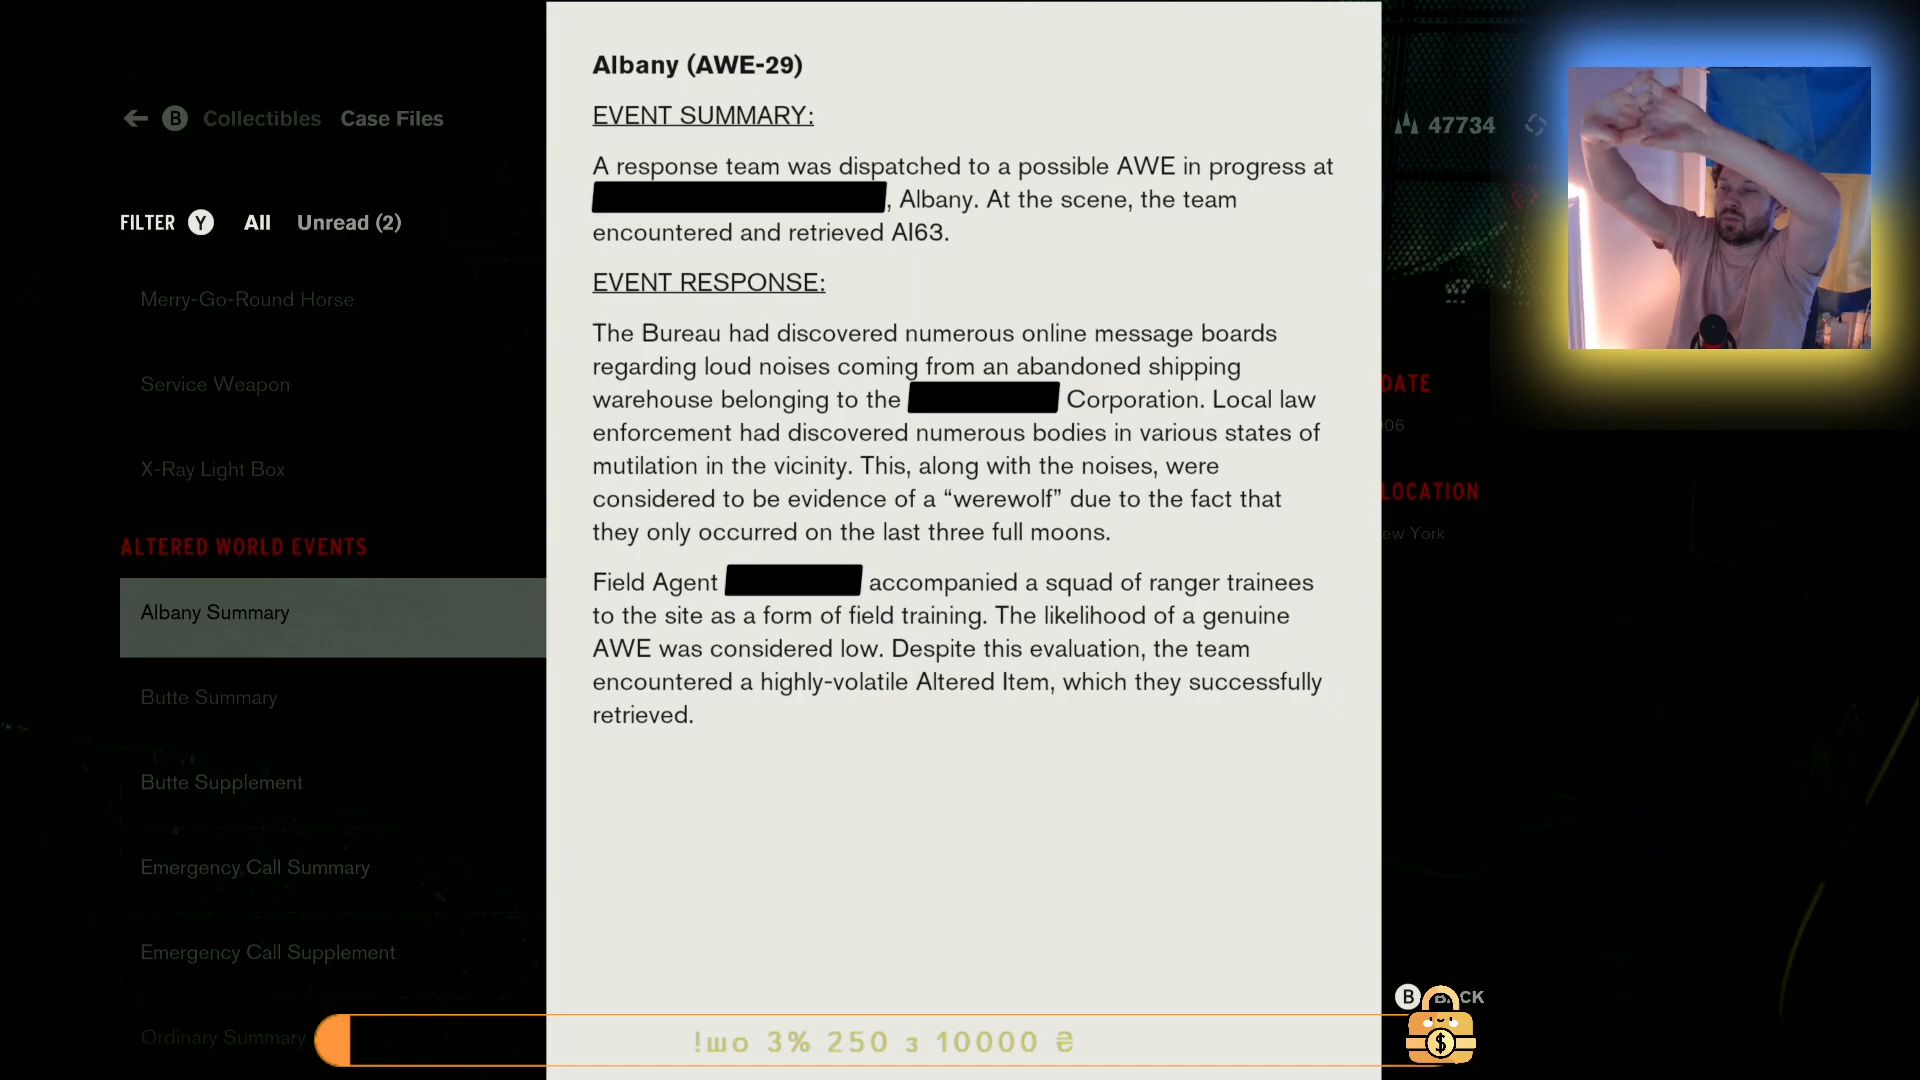 B Collectibles Case Files
FILTER Y All Unread (2)
Merry-Go-Round Horse
Service Weapon
X-Ray Light Box
ALTERED WORLD EVENTS
Albany Summary
Butte Summary
Butte Supplement
Emergency Call Summary
Emergency Call Supplement
Ordinary Summary
Albany (AWE-29)
EVENT SUMMARY:
A response team was dispatched to a possible AWE in progress at
, Albany. At the scene, the team
encountered and retrieved AI63.
EVENT RESPONSE:
The Bureau had discovered numerous online message boards
regarding loud noises coming from an abandoned shipping
warehouse belonging to the Corporation. Local law
enforcement had discovered numerous bodies in various states of
mutilation in the vicinity. This, along with the noises, were
considered to be evidence of a “werewolf” due to the fact that
they only occurred on the last three full moons.
Field Agent accompanied a squad of ranger trainees
to the site as a form of field training. The likelihood of a genuine
AWE was considered low. Despite this evaluation, the team
encountered a highly-volatile Altered Item, which they successfully
retrieved.
47734
DATE
06
LOCATION
ew York
B BACK
!шо 3% 250 з 10000 ₴
$